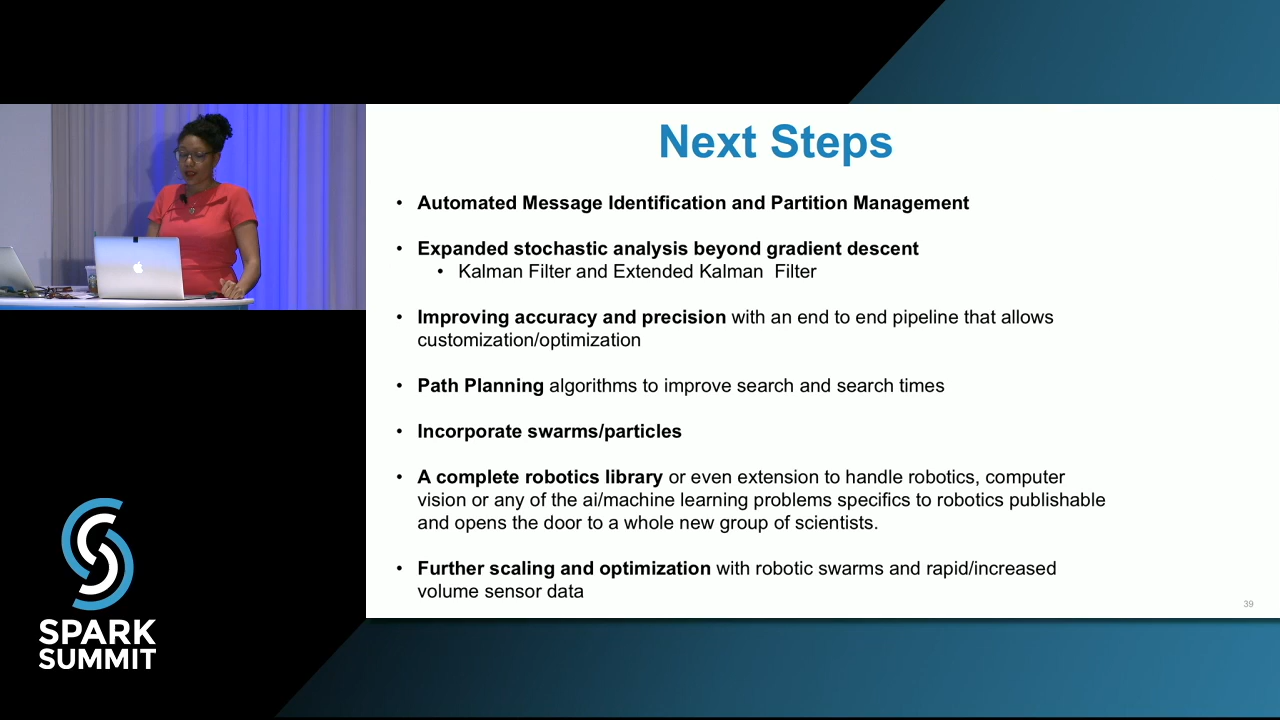 Next Steps
• Automated Message Identification and Partition Management
• Expanded stochastic analysis beyond gradient descent
• Kalman Filter and Extended Kalman  Filter
• Improving accuracy and precision with an end to end pipeline that allows
customization/optimization
• Path Planning algorithms to improve search and search times
• Incorporate swarms/particles
• A complete robotics library or even extension to handle robotics, computer
vision or any of the ai/machine learning problems specifics to robotics publishable
and opens the door to a whole new group of scientists.
• Further scaling and optimization with robotic swarms and rapid/increased
volume sensor data
39
SPARK
SUMMIT